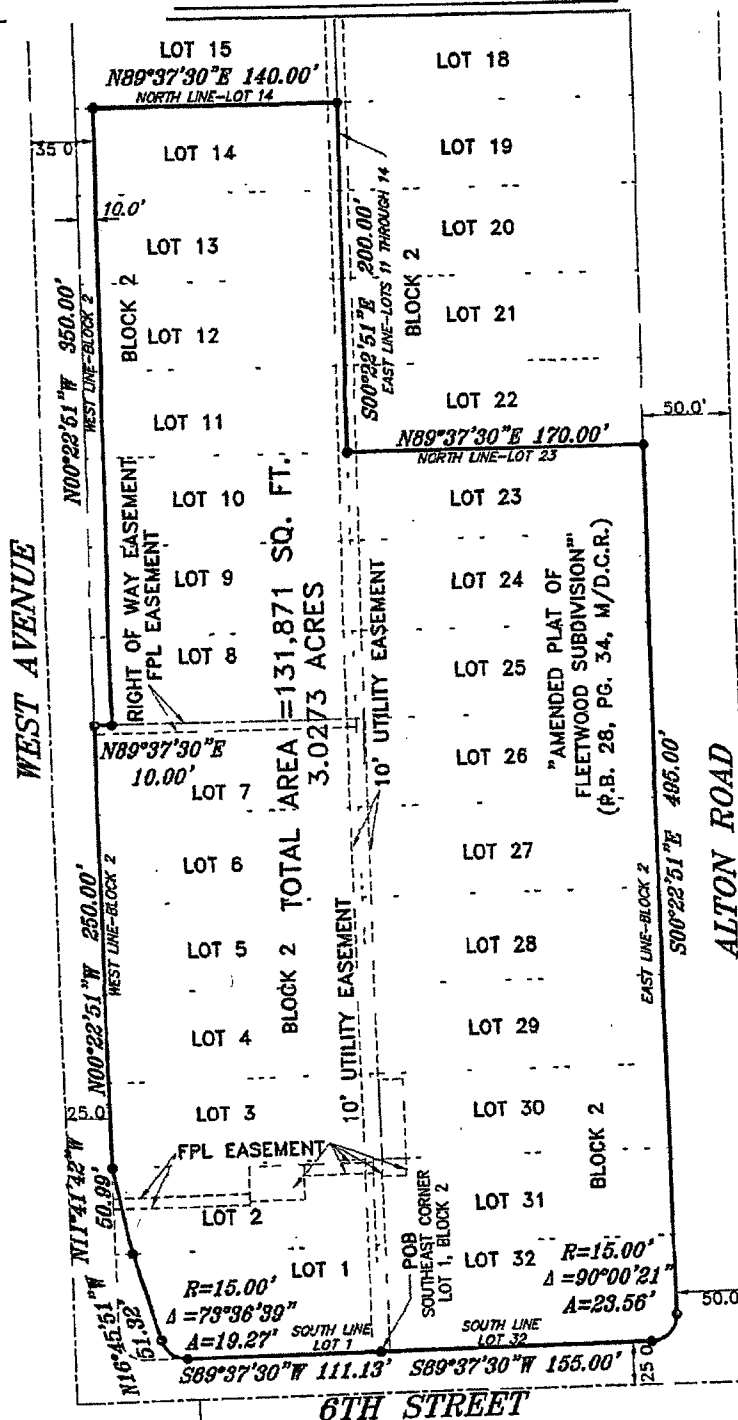 LOT 15
N89°37'30"E 140.00'
NORTH LINE-LOT 14
LOT 18
35.0'
LOT 14
LOT 19
10.0'
LOT 13
LOT 20
LOT 12
LOT 21
LOT 11
LOT 22
BLOCK 2
N00°22'51"W 350.00'
WEST LINE-BLOCK 2
S00°22'51"E 200.00'
EAST LINE-LOTS 11 THROUGH 14
BLOCK 2
50.0'
N89°37'30"E 170.00'
NORTH LINE-LOT 23
LOT 10
LOT 23
LOT 9
LOT 24
LOT 8
LOT 25
RIGHT OF WAY EASEMENT
FPL EASEMENT
TOTAL AREA =131,871 SQ. FT.
3.0273 ACRES
10' UTILITY EASEMENT
"AMENDED PLAT OF
FLEETWOOD SUBDIVISION"
(P.B. 28, PG. 34, M/D.C.R.)
WEST AVENUE
N89°37'30"E
10.00'
LOT 26
LOT 7
LOT 6
LOT 27
LOT 5
LOT 28
LOT 4
LOT 29
LOT 3
LOT 30
N00°22'51"W 250.00'
WEST LINE-BLOCK 2
BLOCK 2
10' UTILITY EASEMENT
EAST LINE-BLOCK 2
S00°22'51"E 495.00'
ALTON ROAD
25.0'
FPL EASEMENT
BLOCK 2
N11°41'42"W
50.99'
LOT 2
LOT 31
LOT 1
LOT 32
POB
SOUTHEAST CORNER
LOT 1, BLOCK 2
N16°45'51"W
51.32'
R=15.00'
Δ=73°36'39"
A=19.27'
R=15.00'
Δ=90°00'21"
A=23.56'
50.0'
SOUTH LINE
LOT 1
SOUTH LINE
LOT 32
S89°37'30"W 111.13'
S89°37'30"W 155.00'
25.0
6TH STREET